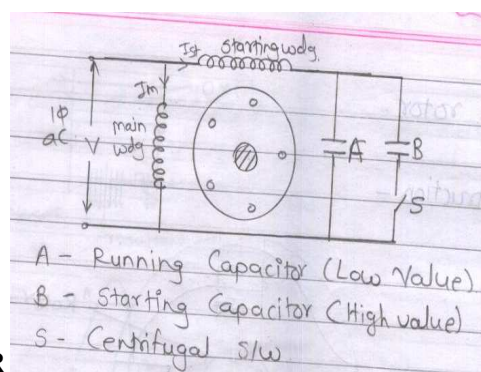 Ist Starting wdg.
Im
1Φ
ac V main
wdg
A B
S
A - Running Capacitor (Low Value)
B - Starting Capacitor (High value)
S - Centrifugal S/W